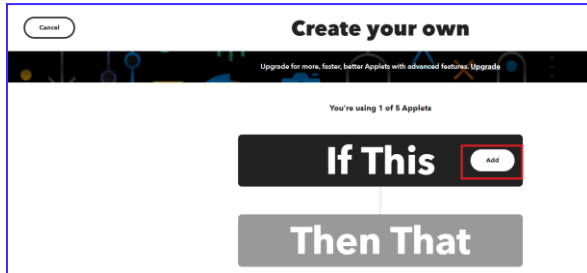 Cancel
Create your own
Upgrade for more, faster, better Applets with advanced features. Upgrade
You're using 1 of 5 Applets
If This
Add
Then That